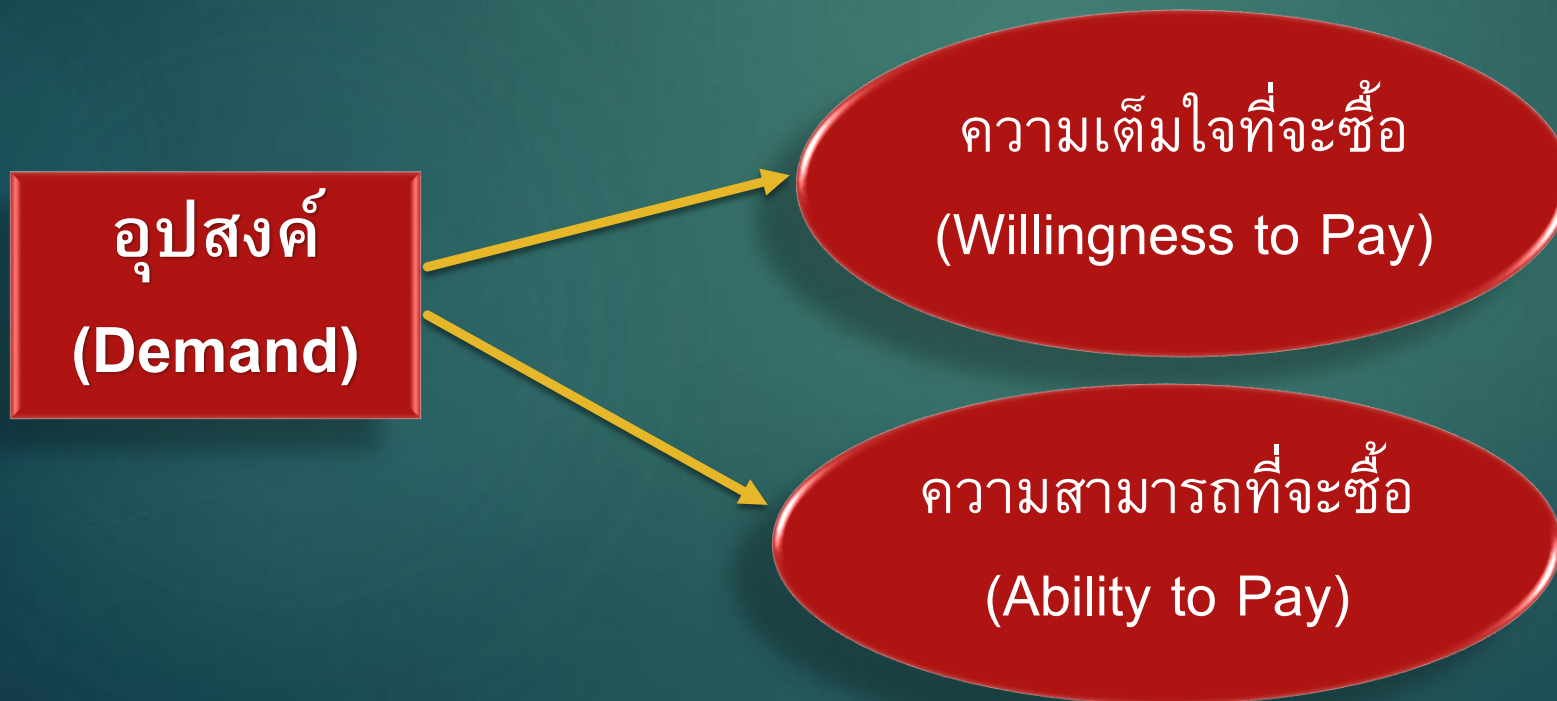 อุปสงค์
(Demand)
ความเต็มใจที่จะซื้อ
(Willingness to Pay)
ความสามารถที่จะซื้อ
(Ability to Pay)